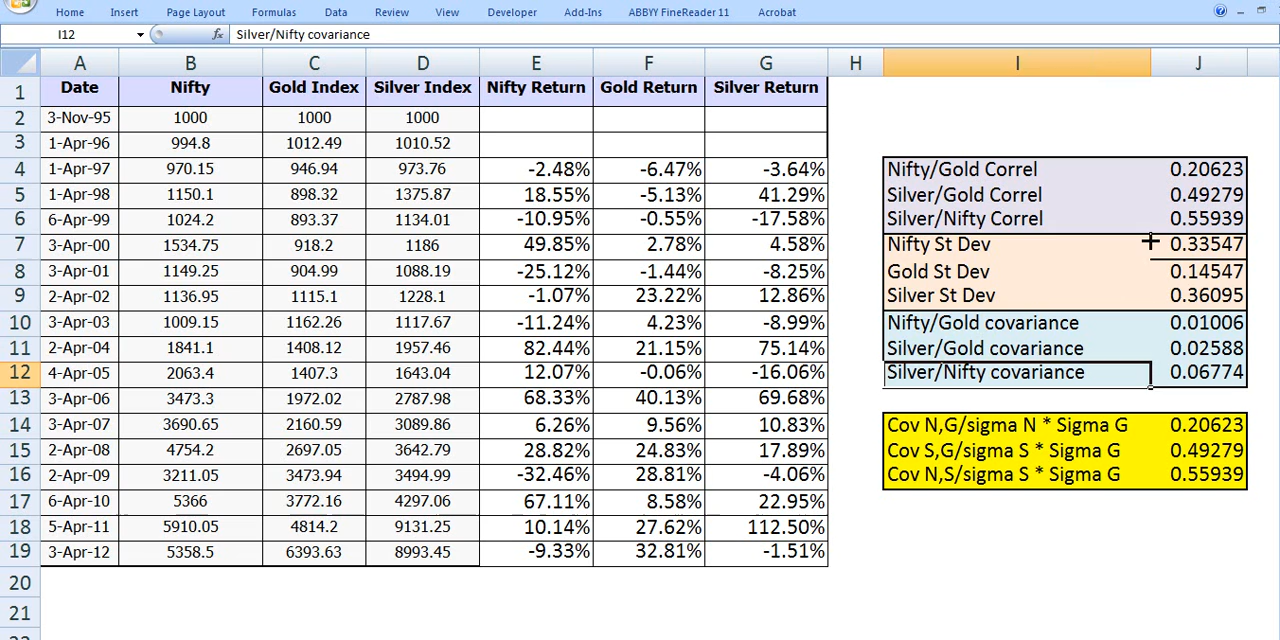 Home Insert Page Layout Formulas Data Review View Developer Add-Ins ABBYY FineReader 11 Acrobat
I12 fx Silver/Nifty covariance
A B C D E F G H I J
1 Date Nifty Gold Index Silver Index Nifty Return Gold Return Silver Return
2 3-Nov-95 1000 1000 1000
3 1-Apr-96 994.8 1012.49 1010.52
4 1-Apr-97 970.15 946.94 973.76 -2.48% -6.47% -3.64% Nifty/Gold Correl 0.20623
5 1-Apr-98 1150.1 898.32 1375.87 18.55% -5.13% 41.29% Silver/Gold Correl 0.49279
6 6-Apr-99 1024.2 893.37 1134.01 -10.95% -0.55% -17.58% Silver/Nifty Correl 0.55939
7 3-Apr-00 1534.75 918.2 1186 49.85% 2.78% 4.58% Nifty St Dev 0.33547
8 3-Apr-01 1149.25 904.99 1088.19 -25.12% -1.44% -8.25% Gold St Dev 0.14547
9 2-Apr-02 1136.95 1115.1 1228.1 -1.07% 23.22% 12.86% Silver St Dev 0.36095
10 3-Apr-03 1009.15 1162.26 1117.67 -11.24% 4.23% -8.99% Nifty/Gold covariance 0.01006
11 2-Apr-04 1841.1 1408.12 1957.46 82.44% 21.15% 75.14% Silver/Gold covariance 0.02588
12 4-Apr-05 2063.4 1407.3 1643.04 12.07% -0.06% -16.06% Silver/Nifty covariance 0.06774
13 3-Apr-06 3473.3 1972.02 2787.98 68.33% 40.13% 69.68%
14 3-Apr-07 3690.65 2160.59 3089.86 6.26% 9.56% 10.83% Cov N,G/sigma N * Sigma G 0.20623
15 2-Apr-08 4754.2 2697.05 3642.79 28.82% 24.83% 17.89% Cov S,G/sigma S * Sigma G 0.49279
16 2-Apr-09 3211.05 3473.94 3494.99 -32.46% 28.81% -4.06% Cov N,S/sigma S * Sigma G 0.55939
17 6-Apr-10 5366 3772.16 4297.06 67.11% 8.58% 22.95%
18 5-Apr-11 5910.05 4814.2 9131.25 10.14% 27.62% 112.50%
19 3-Apr-12 5358.5 6393.63 8993.45 -9.33% 32.81% -1.51%
20
21